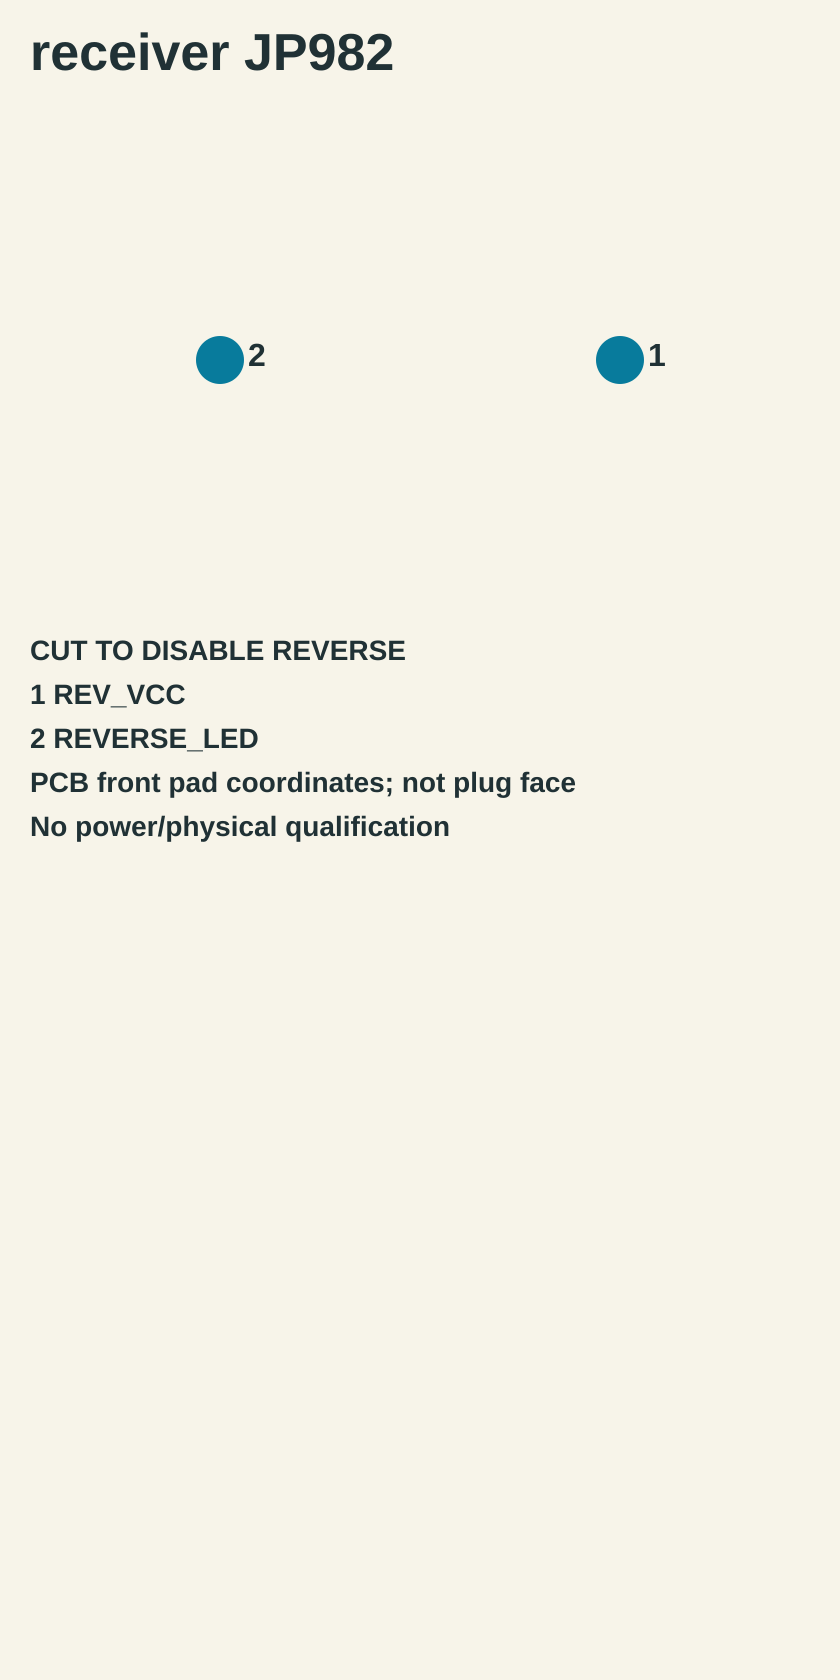 receiver JP982
2
1
CUT TO DISABLE REVERSE
1 REV_VCC
2 REVERSE_LED
PCB front pad coordinates; not plug face
No power/physical qualification